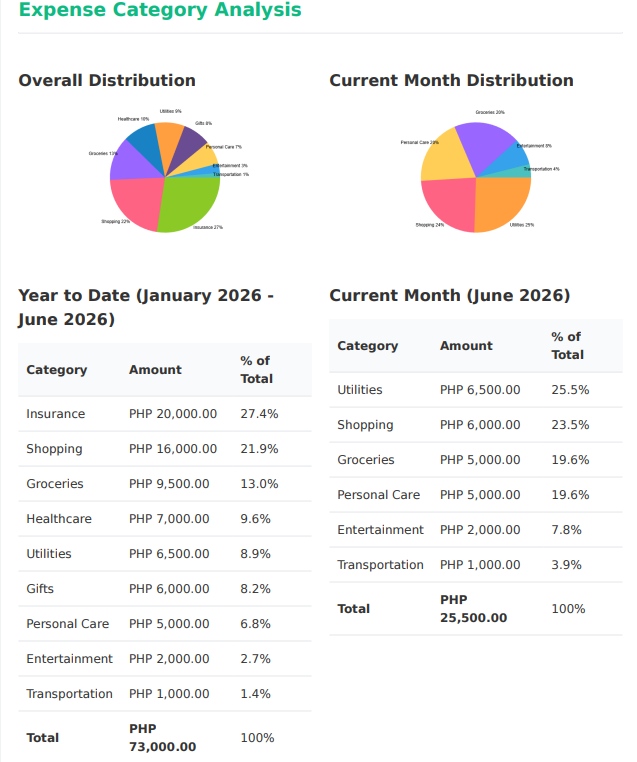 Expense Category Analysis
Overall Distribution
Utilities 9%
Gifts 8%
Healthcare 10%
Personal Care 7%
Groceries 13%
Entertainment 3%
Transportation 1%
Shopping 22%
Insurance 27%
Current Month Distribution
Groceries 20%
Personal Care 20%
Entertainment 8%
Transportation 4%
Shopping 24%
Utilities 25%
Year to Date (January 2026 -
June 2026)
Category Amount % of
Total
Insurance PHP 20,000.00 27.4%
Shopping PHP 16,000.00 21.9%
Groceries PHP 9,500.00 13.0%
Healthcare PHP 7,000.00 9.6%
Utilities PHP 6,500.00 8.9%
Gifts PHP 6,000.00 8.2%
Personal Care PHP 5,000.00 6.8%
Entertainment PHP 2,000.00 2.7%
Transportation PHP 1,000.00 1.4%
Total PHP
73,000.00 100%
Current Month (June 2026)
Category Amount % of
Total
Utilities PHP 6,500.00 25.5%
Shopping PHP 6,000.00 23.5%
Groceries PHP 5,000.00 19.6%
Personal Care PHP 5,000.00 19.6%
Entertainment PHP 2,000.00 7.8%
Transportation PHP 1,000.00 3.9%
Total PHP
25,500.00 100%